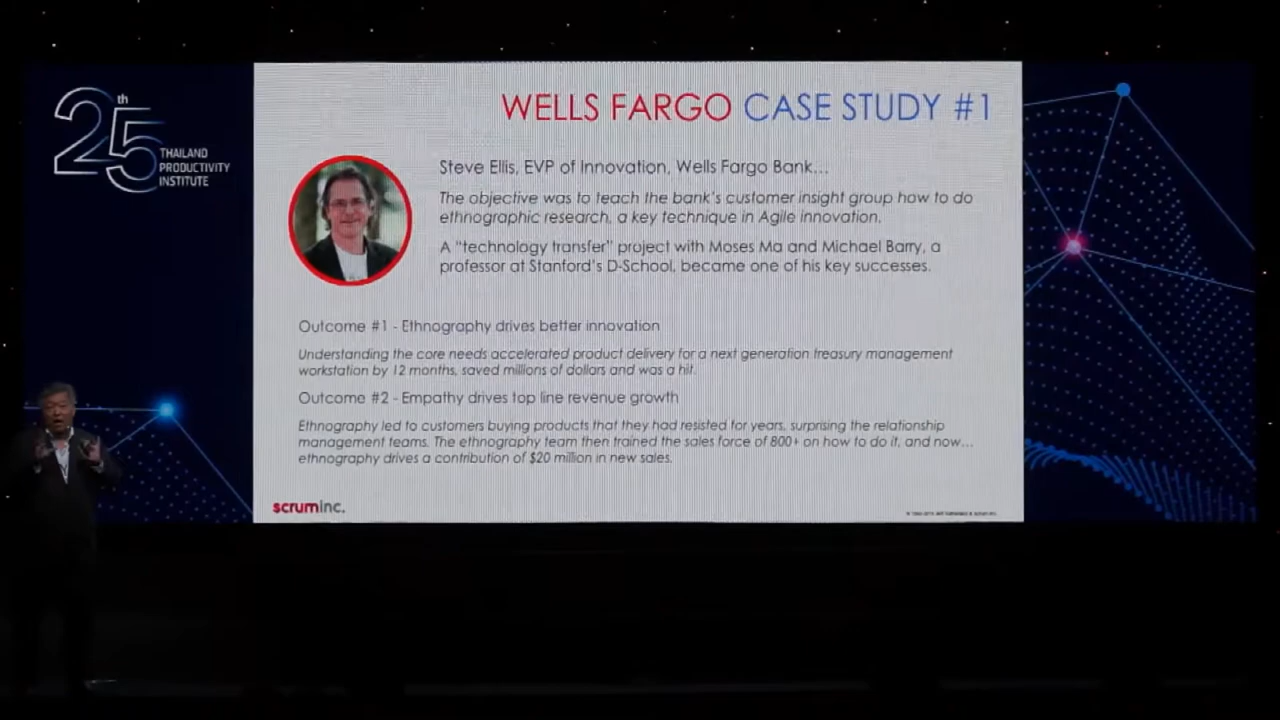 25th
THAILAND
PRODUCTIVITY
INSTITUTE
WELLS FARGO CASE STUDY #1
Steve Ellis, EVP of Innovation, Wells Fargo Bank...
The objective was to teach the bank's customer insight group how to do
ethnographic research, a key technique in Agile innovation.
A "technology transfer" project with Moses Ma and Michael Barry, a
professor at Stanford's D-School, became one of his key successes.
Outcome #1 - Ethnography drives better innovation
Understanding the core needs accelerated product delivery for a next generation treasury management
workstation by 12 months, saved millions of dollars and was a hit.
Outcome #2 - Empathy drives top line revenue growth
Ethnography led to customers buying products that they had resisted for years, surprising the relationship
management teams. The ethnography team then trained the sales force of 800+ on how to do it, and now...
ethnography drives a contribution of $20 million in new sales.
scruminc.